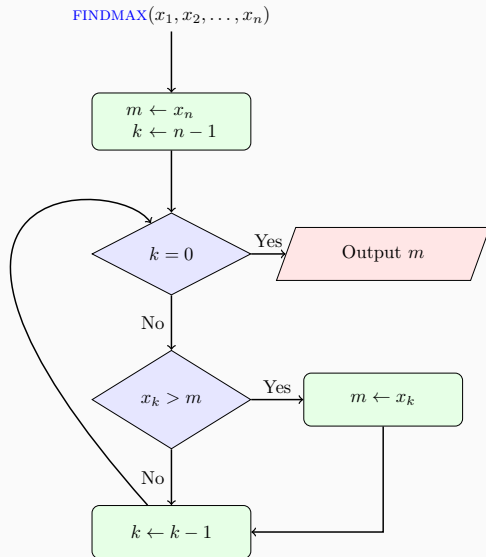 FINDMAX(x₁, x₂, . . . , xₙ)
m ← xₙ
k ← n − 1
k = 0
Yes
Output m
No
xₖ > m
Yes
m ← xₖ
No
k ← k − 1